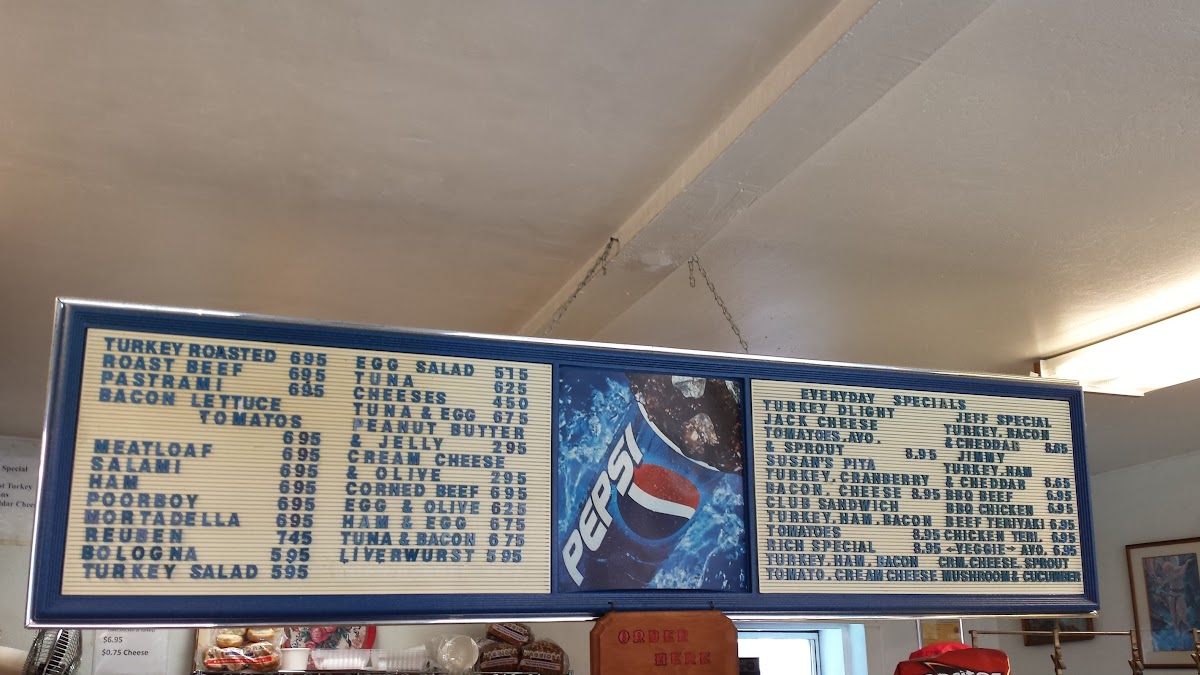 TURKEY ROASTED 695
ROAST BEEF 695
PASTRAMI 695
BACON LETTUCE
TOMATOS
695
MEATLOAF 695
SALAMI 695
HAM 695
POORBOY 695
MORTADELLA 695
REUBEN 745
BOLOGNA 595
TURKEY SALAD 595
EGG SALAD 515
TUNA 625
CHEESES 450
TUNA & EGG 675
PEANUT BUTTER
& JELLY 295
CREAM CHEESE
& OLIVE 295
CORNED BEEF 695
EGG & OLIVE 625
HAM & EGG 675
TUNA & BACON 675
LIVERWURST 595
PEPSI
EVERYDAY SPECIALS
TURKEY DLIGHT
JACK CHEESE
TOMATOES. AVO.
& SPROUT 8.95
SUSAN'S PITA
TURKEY. CRANBERRY
BACON. CHEESE 8.95
CLUB SANDWICH
TURKEY. HAM. BACON
TOMATOES 8.95
RICH SPECIAL 8.95
TURKEY. HAM. BACON
TOMATO. CREAM CHEESE
JEFF SPECIAL
TURKEY. BACON
& CHEDDAR 8.65
JIMMY
TURKEY. HAM
& CHEDDAR 8.65
BBQ BEEF 6.95
BBQ CHICKEN 6.95
BEEF TERIYAKI 6.95
CHICKEN TERI. 6.95
-VEGGIE- AVO. 6.95
CRM. CHEESE. SPROUT
MUSHROOM & CUCUMBER
ORDER
HERE
Special
$6.95
$0.75 Cheese